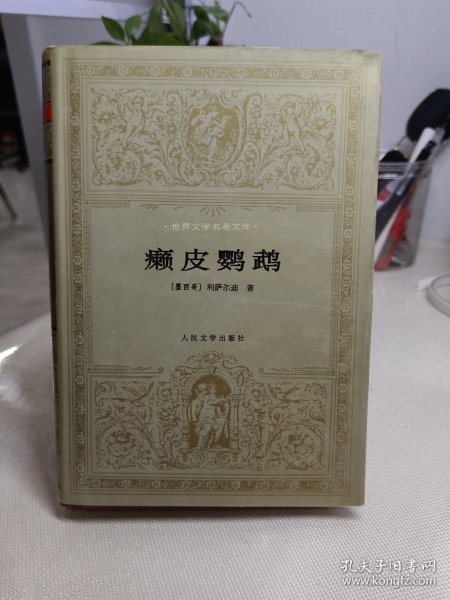 ·世界文学名著文库·
癞皮鹦鹉
〔墨西哥〕利萨尔迪 著
人民文学出版社
孔夫子旧书网
www.kongfz.com